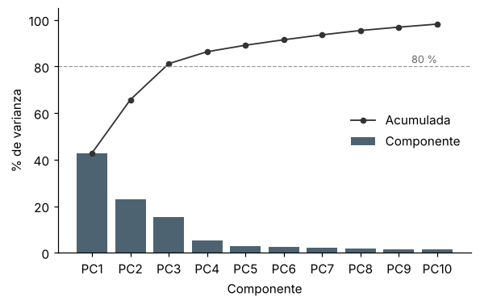 100
80
60
40
20
0
% de varianza
80 %
Acumulada
Componente
PC1 PC2 PC3 PC4 PC5 PC6 PC7 PC8 PC9 PC10
Componente